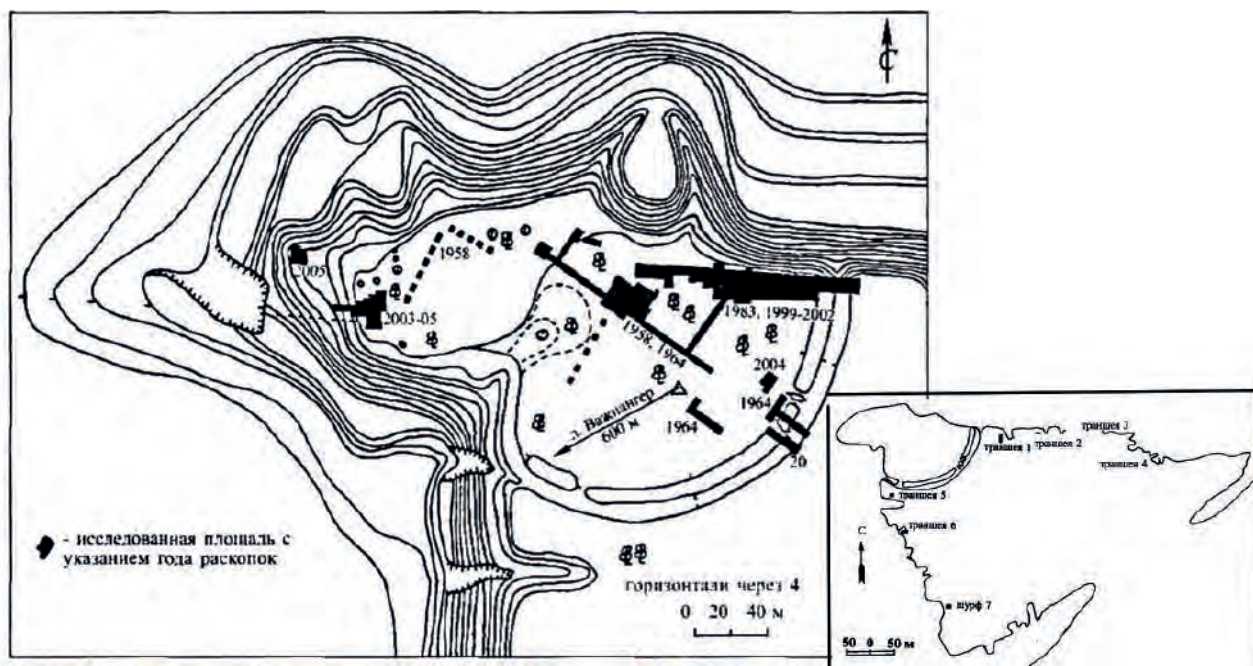 С
1958
2005
2003-05
1958, 1964
1983, 1999-2002
2004
1964
1964
20
д. Важнангер
600 м
- исследованная площадь с
указанием года раскопок
горизонтали через 4
0 20 40 м
траншея 1
траншея 2
траншея 3
траншея 4
траншея 5
траншея 6
С
шурф 7
50 0 50 м